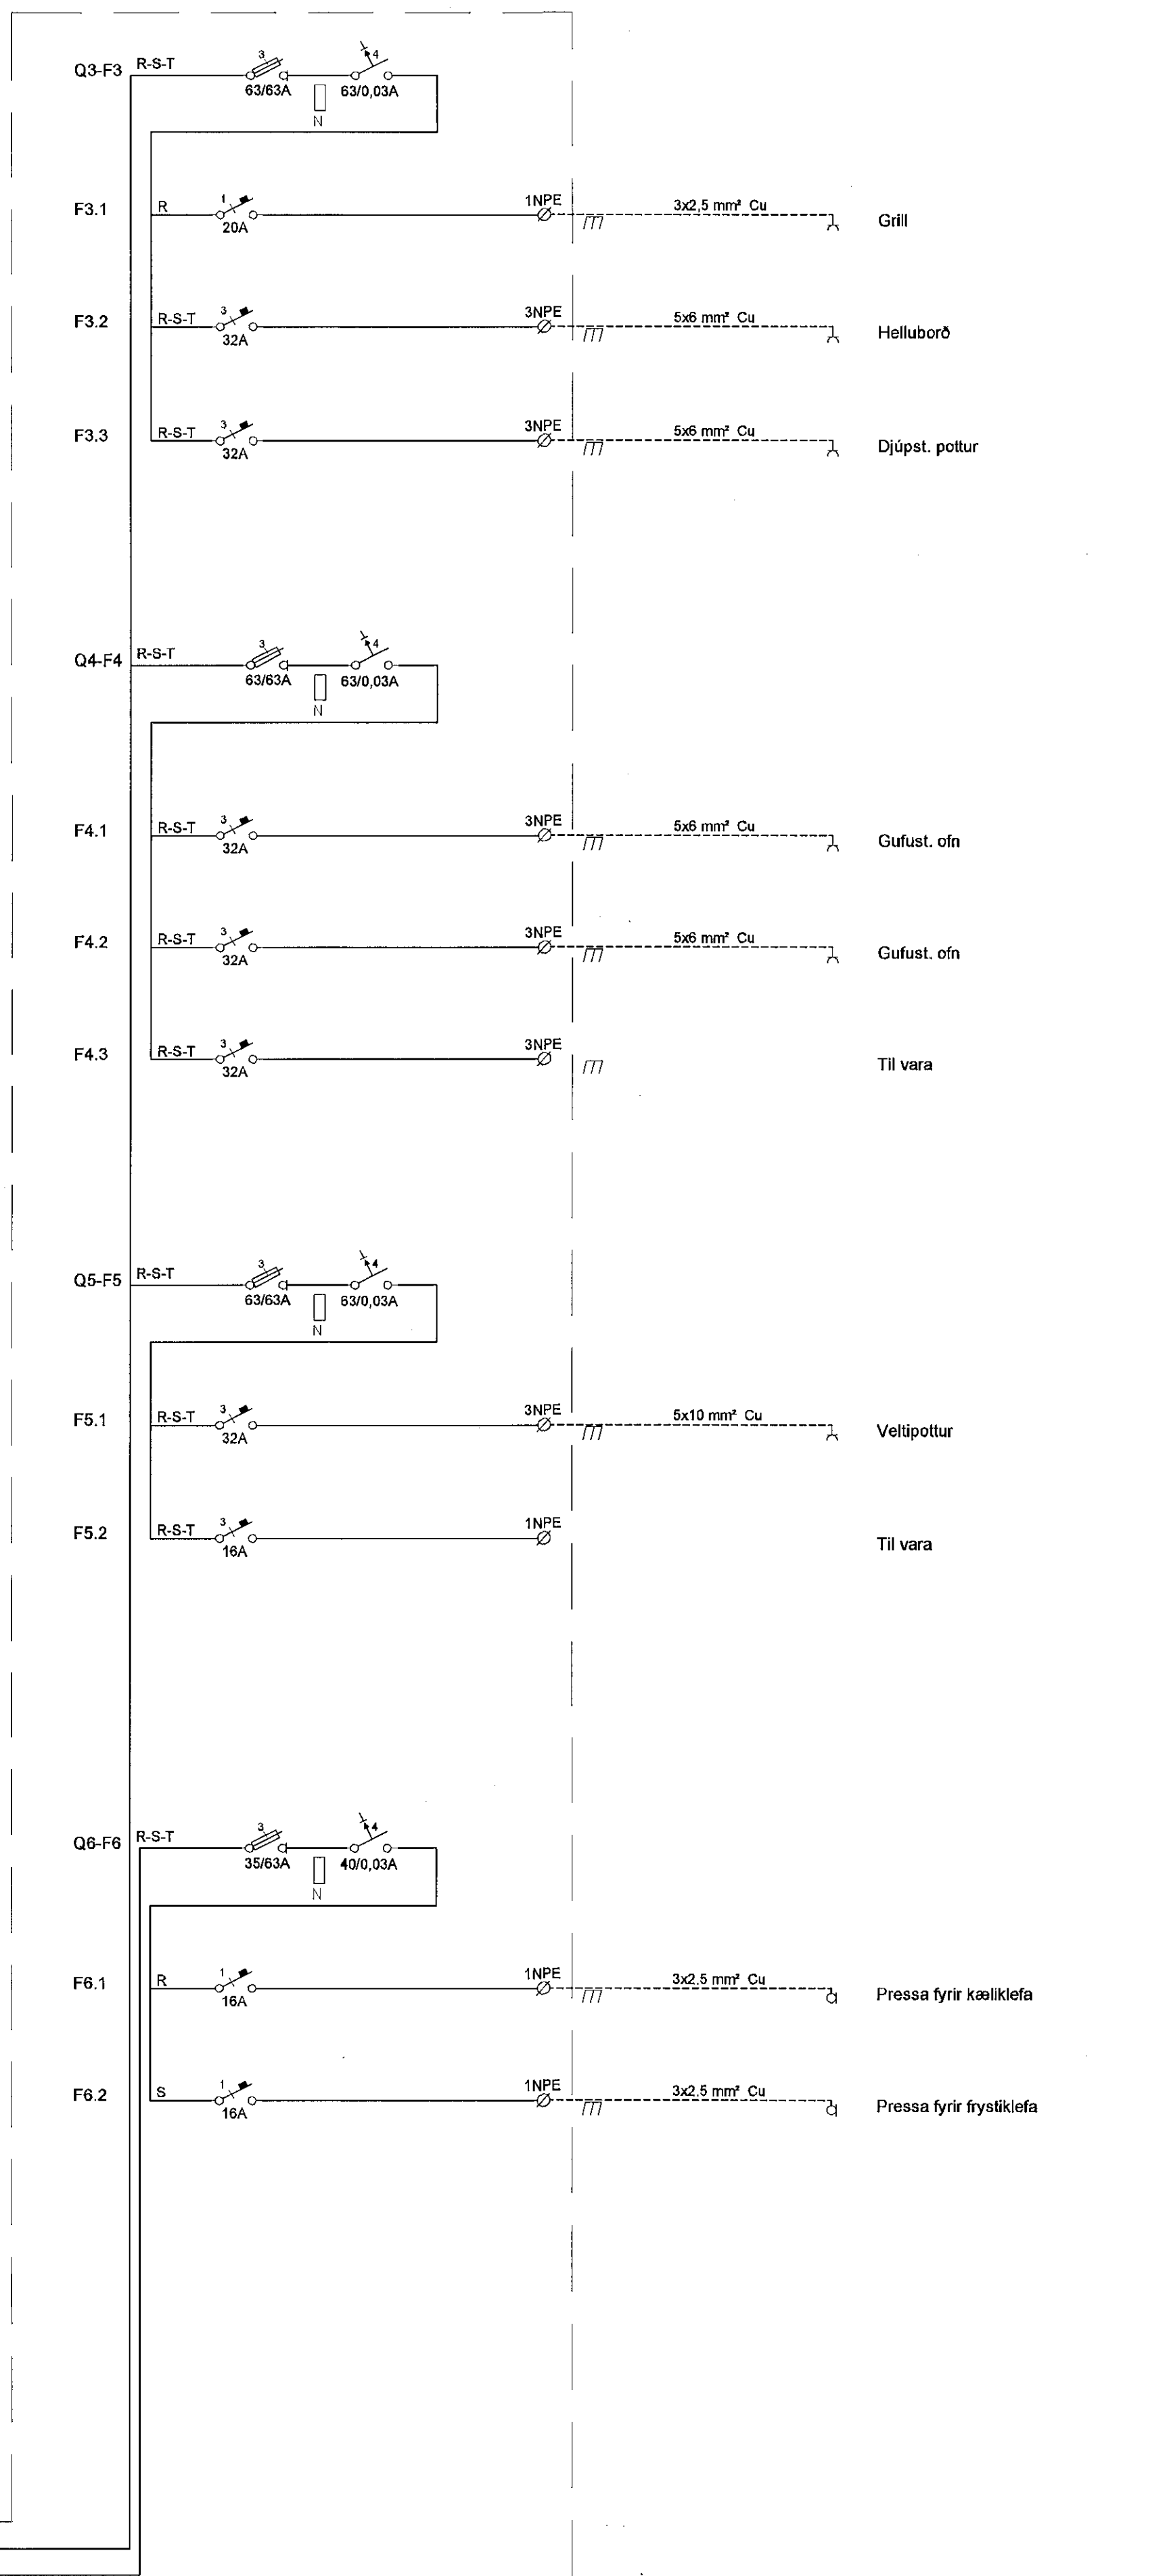 Q3-F3 R-S-T 3 4
63/63A 63/0,03A
N
F3.1 R 1 1NPE 3x2,5 mm² Cu
20A Grill
F3.2 R-S-T 3 3NPE 5x6 mm² Cu
32A Helluborð
F3.3 R-S-T 3 3NPE 5x6 mm² Cu
32A Djúpst. pottur
Q4-F4 R-S-T 3 4
63/63A 63/0,03A
N
F4.1 R-S-T 3 3NPE 5x6 mm² Cu
32A Gufust. ofn
F4.2 R-S-T 3 3NPE 5x6 mm² Cu
32A Gufust. ofn
F4.3 R-S-T 3 3NPE
32A Til vara
Q5-F5 R-S-T 3 4
63/63A 63/0,03A
N
F5.1 R-S-T 3 3NPE 5x10 mm² Cu
32A Veltipottur
F5.2 R-S-T 3 1NPE
16A Til vara
Q6-F6 R-S-T 3 4
35/63A 40/0,03A
N
F6.1 R 1 1NPE 3x2.5 mm² Cu
16A Pressa fyrir kæliklefa
F6.2 S 1 1NPE 3x2.5 mm² Cu
16A Pressa fyrir frystiklefa